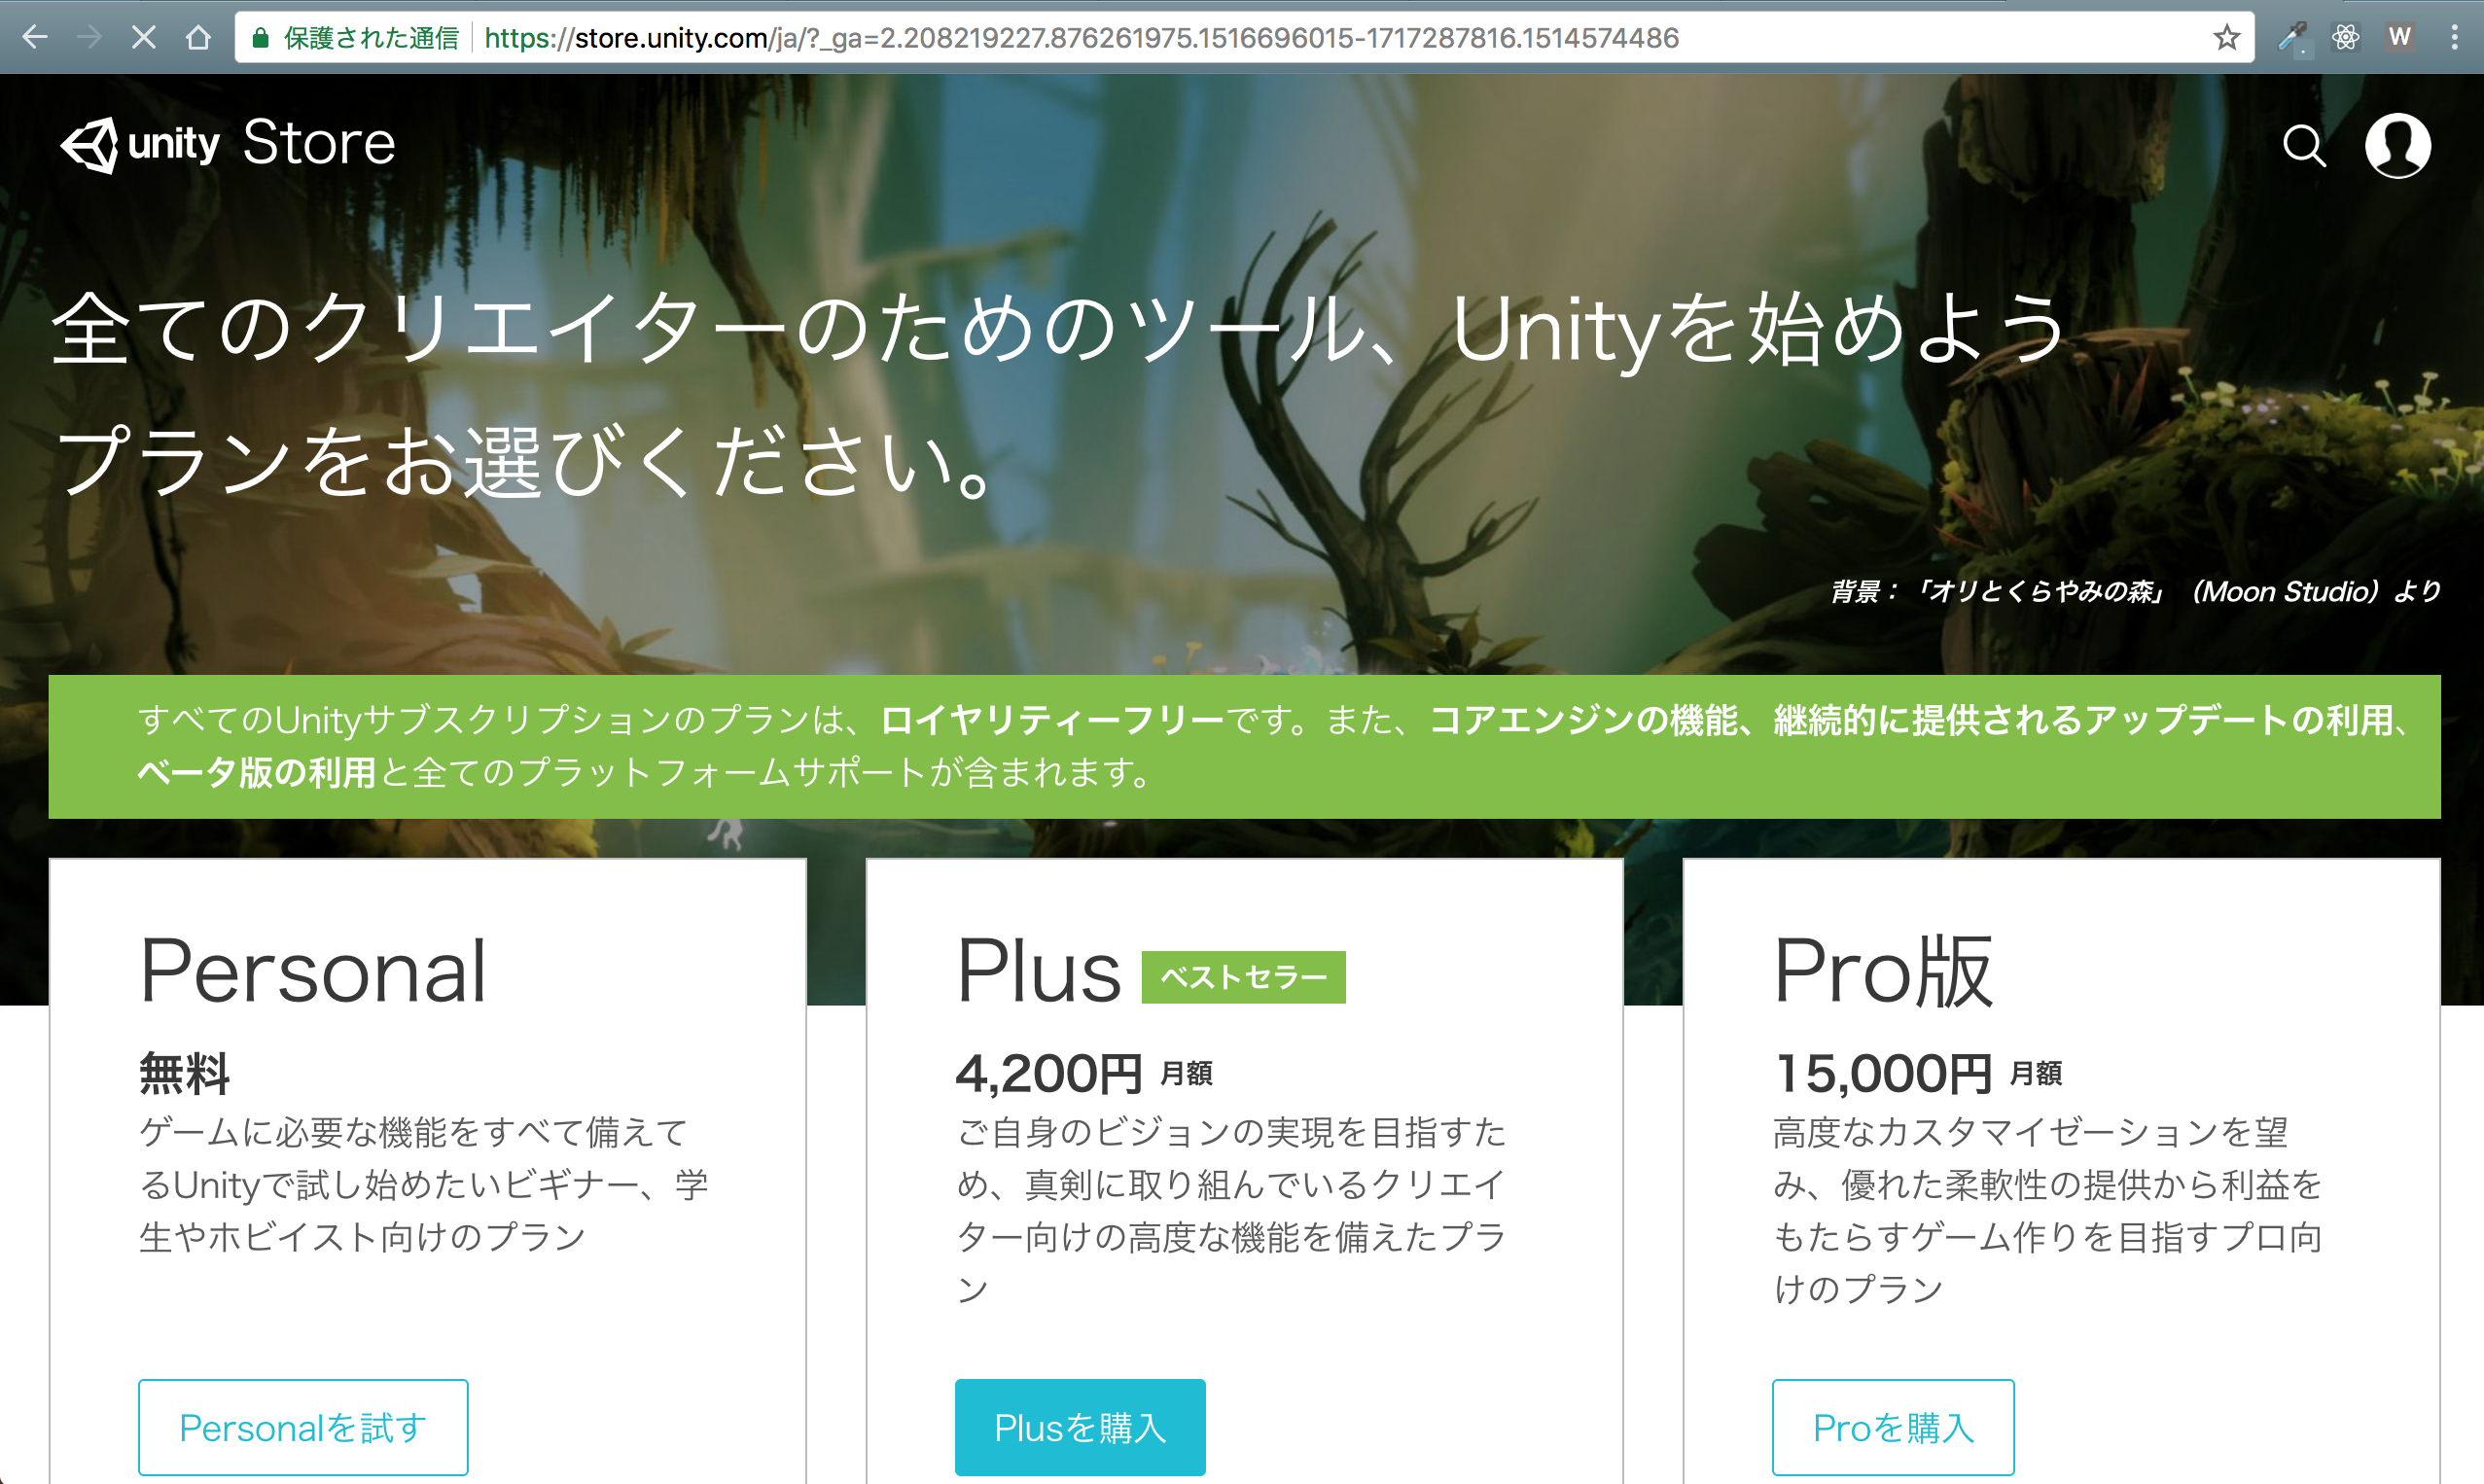 保護された通信 https://store.unity.com/ja/?_ga=2.208219227.876261975.1516696015-1717287816.1514574486
W
unity Store
全てのクリエイターのためのツール、Unityを始めよう
プランをお選びください。
背景：「オリとくらやみの森」（Moon Studio）より
すべてのUnityサブスクリプションのプランは、ロイヤリティーフリーです。また、コアエンジンの機能、継続的に提供されるアップデートの利用、
ベータ版の利用と全てのプラットフォームサポートが含まれます。
Personal
無料
ゲームに必要な機能をすべて備えて
るUnityで試し始めたいビギナー、学
生やホビイスト向けのプラン
Personalを試す
Plus ベストセラー
4,200円 月額
ご自身のビジョンの実現を目指すた
め、真剣に取り組んでいるクリエイ
ター向けの高度な機能を備えたプラ
ン
Plusを購入
Pro版
15,000円 月額
高度なカスタマイゼーションを望
み、優れた柔軟性の提供から利益を
もたらすゲーム作りを目指すプロ向
けのプラン
Proを購入